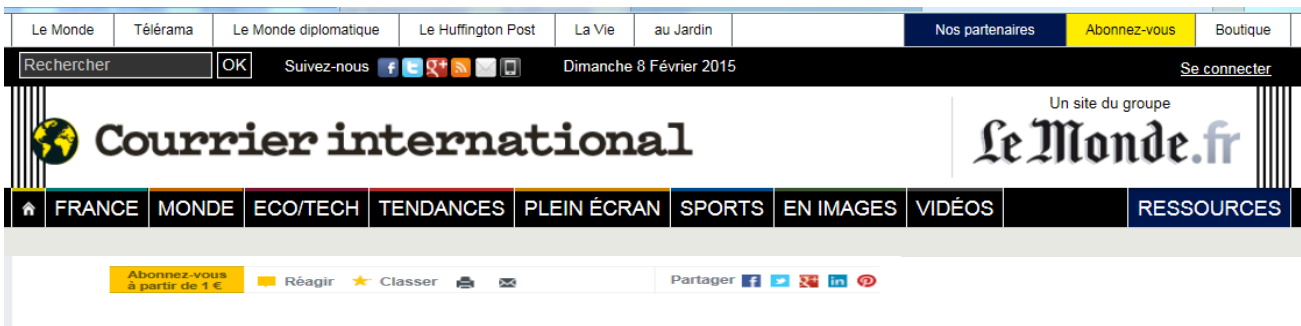 Le Monde Télérama Le Monde diplomatique Le Huffington Post La Vie au Jardin Nos partenaires Abonnez-vous Boutique
Rechercher OK Suivez-nous Dimanche 8 Février 2015 Se connecter
Un site du groupe
Courrier international Le Monde.fr
FRANCE MONDE ECO/TECH TENDANCES PLEIN ÉCRAN SPORTS EN IMAGES VIDÉOS RESSOURCES
Abonnez-vous
à partir de 1 € Réagir Classer Partager